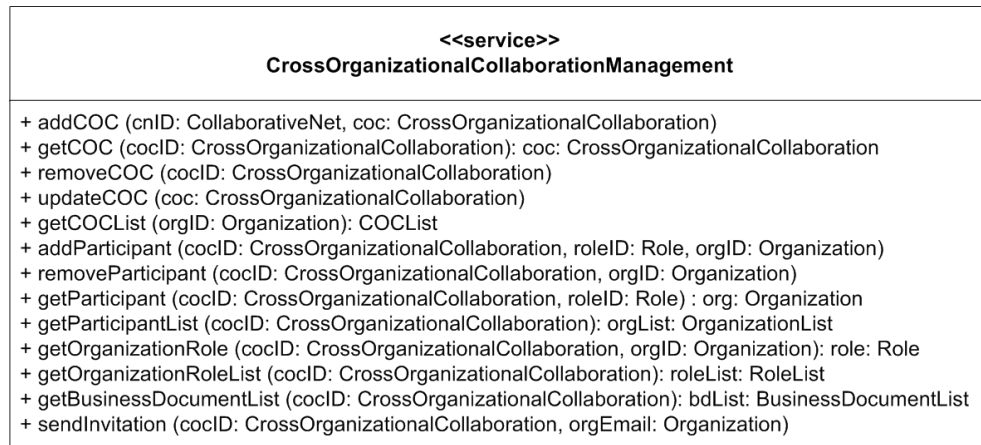 <<service>>
CrossOrganizationalCollaborationManagement
+ addCOC (cnID: CollaborativeNet, coc: CrossOrganizationalCollaboration)
+ getCOC (cocID: CrossOrganizationalCollaboration): coc: CrossOrganizationalCollaboration
+ removeCOC (cocID: CrossOrganizationalCollaboration)
+ updateCOC (coc: CrossOrganizationalCollaboration)
+ getCOCList (orgID: Organization): COCList
+ addParticipant (cocID: CrossOrganizationalCollaboration, roleID: Role, orgID: Organization)
+ removeParticipant (cocID: CrossOrganizationalCollaboration, orgID: Organization)
+ getParticipant (cocID: CrossOrganizationalCollaboration, roleID: Role) : org: Organization
+ getParticipantList (cocID: CrossOrganizationalCollaboration): orgList: OrganizationList
+ getOrganizationRole (cocID: CrossOrganizationalCollaboration, orgID: Organization): role: Role
+ getOrganizationRoleList (cocID: CrossOrganizationalCollaboration): roleList: RoleList
+ getBusinessDocumentList (cocID: CrossOrganizationalCollaboration): bdList: BusinessDocumentList
+ sendInvitation (cocID: CrossOrganizationalCollaboration, orgEmail: Organization)